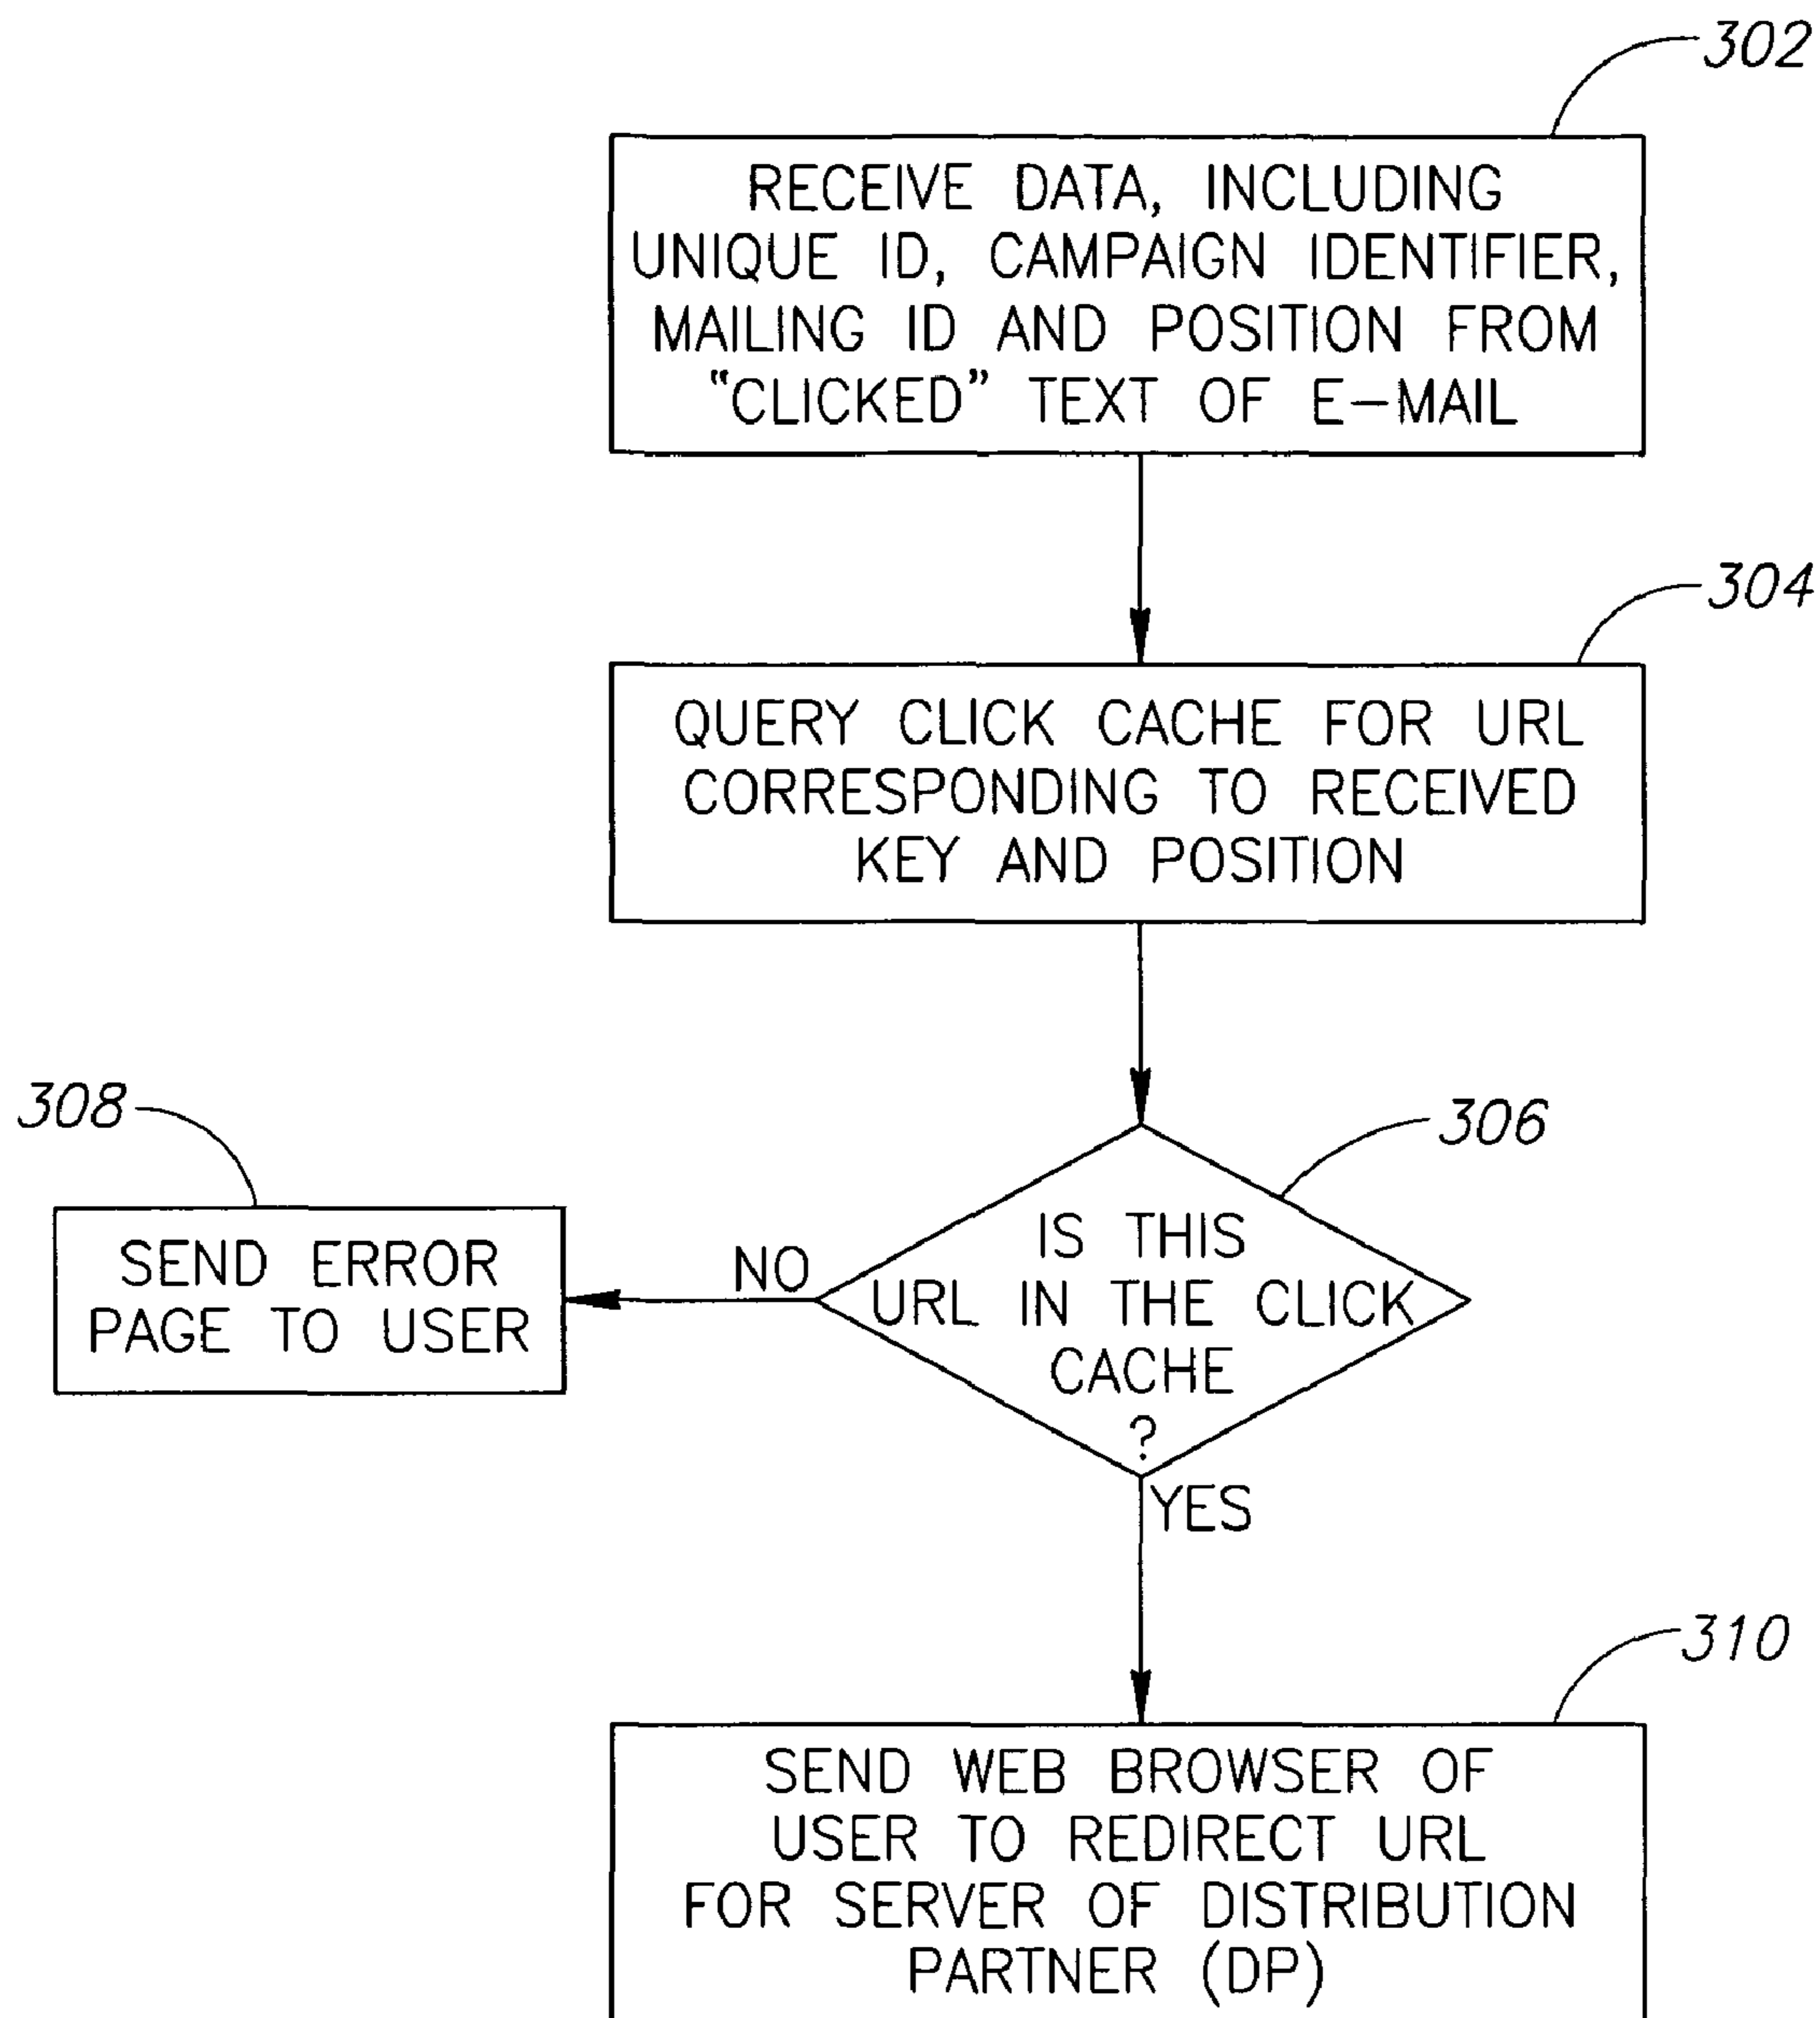 302
RECEIVE DATA, INCLUDING
UNIQUE ID, CAMPAIGN IDENTIFIER,
MAILING ID AND POSITION FROM
“CLICKED” TEXT OF E–MAIL
304
QUERY CLICK CACHE FOR URL
CORRESPONDING TO RECEIVED
KEY AND POSITION
308
306
SEND ERROR
PAGE TO USER
NO
IS THIS
URL IN THE CLICK
CACHE
?
YES
310
SEND WEB BROWSER OF
USER TO REDIRECT URL
FOR SERVER OF DISTRIBUTION
PARTNER (DP)